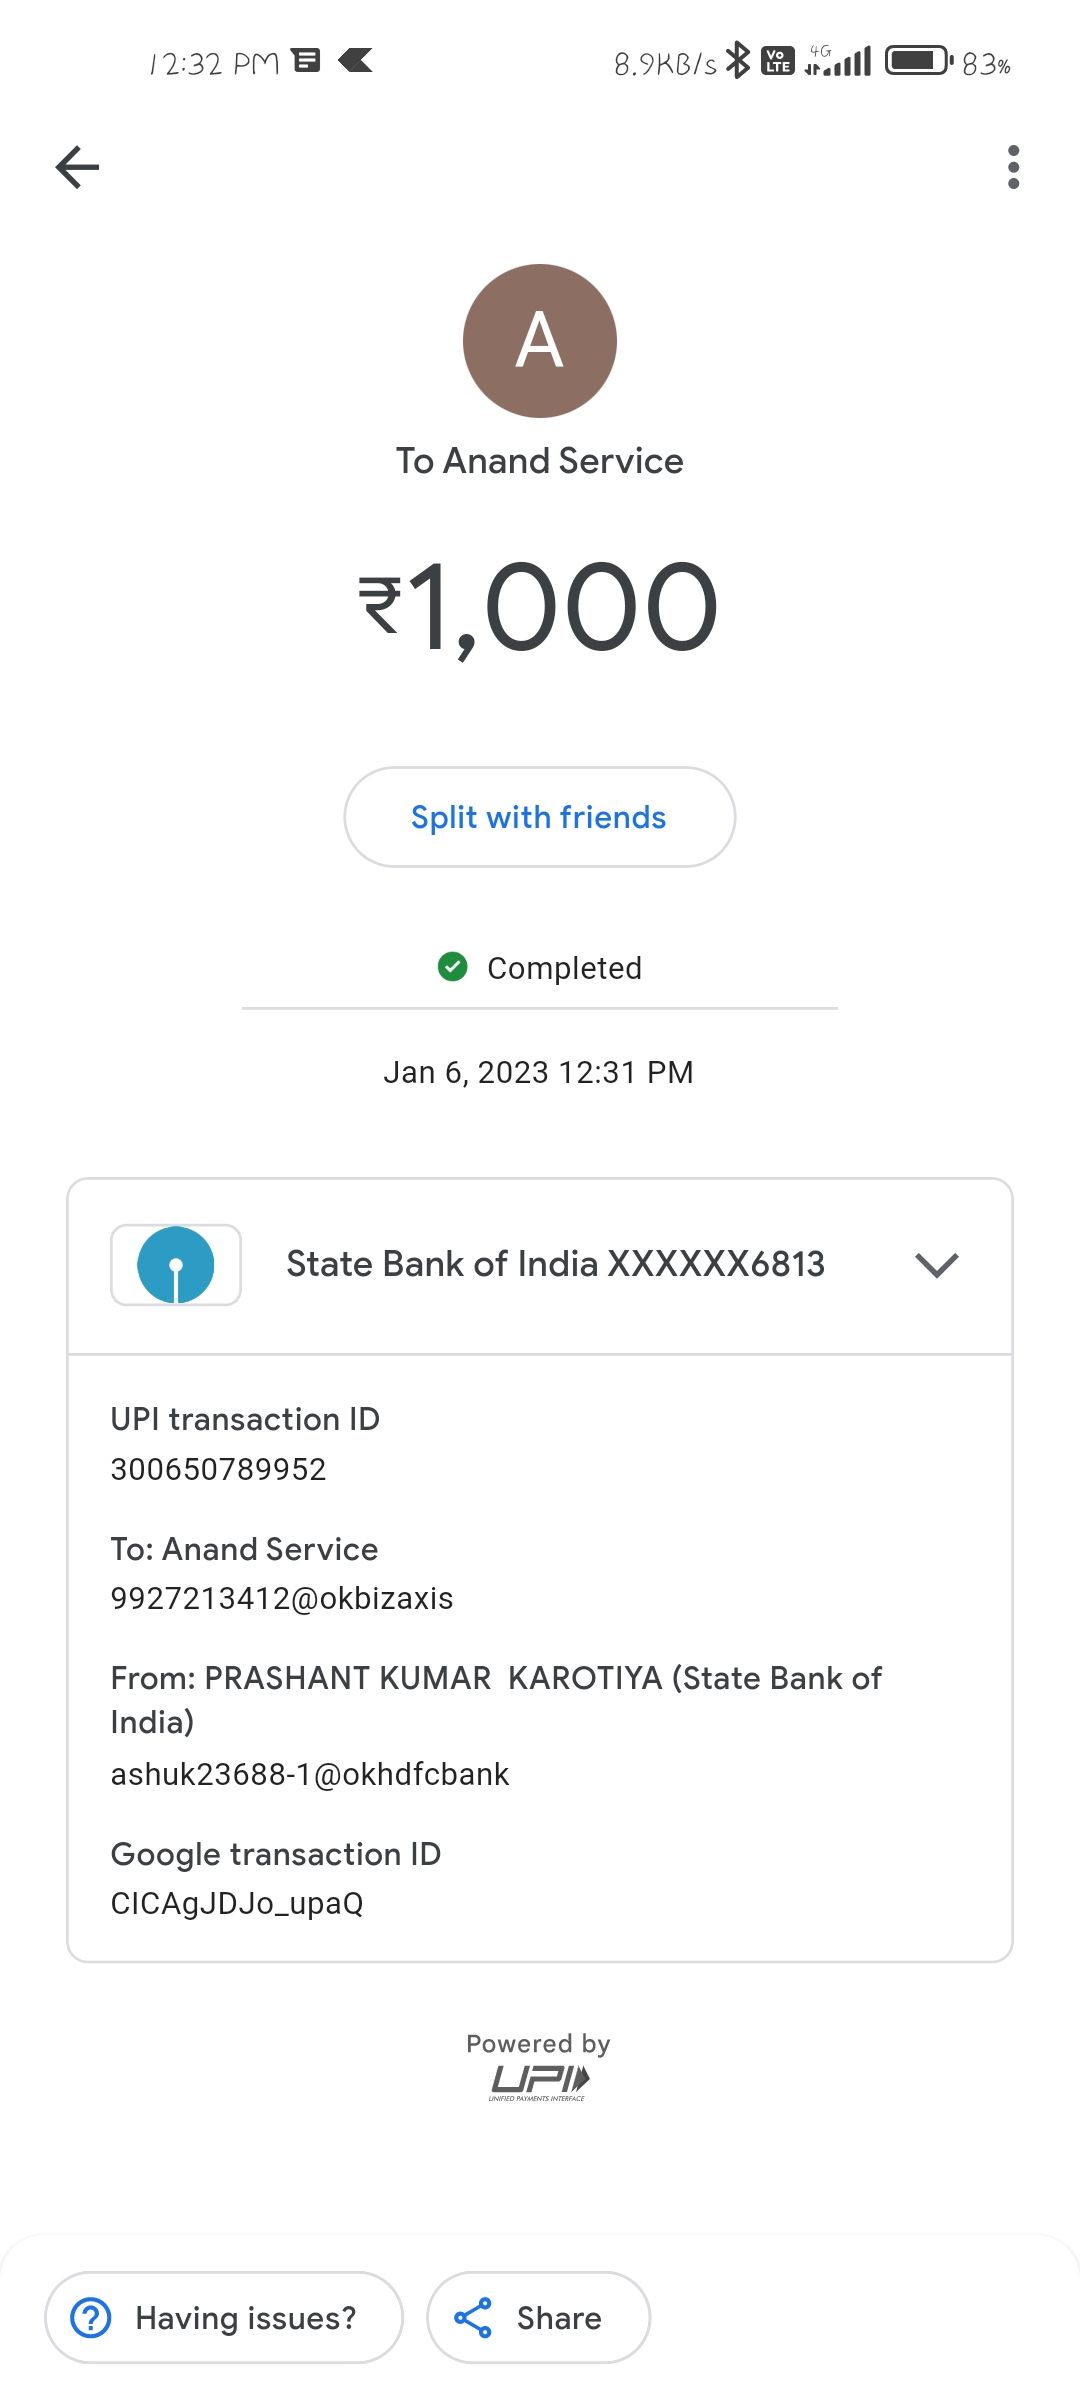 12:32 PM
8.9KB/s Vo LTE 4G 83%
A
To Anand Service
₹1,000
Split with friends
Completed
Jan 6, 2023 12:31 PM
State Bank of India XXXXXX6813
UPI transaction ID
300650789952
To: Anand Service
9927213412@okbizaxis
From: PRASHANT KUMAR  KAROTIYA (State Bank of
India)
ashuk23688-1@okhdfcbank
Google transaction ID
CICAgJDJo_upaQ
Powered by
UPI
UNIFIED PAYMENTS INTERFACE
Having issues?
Share